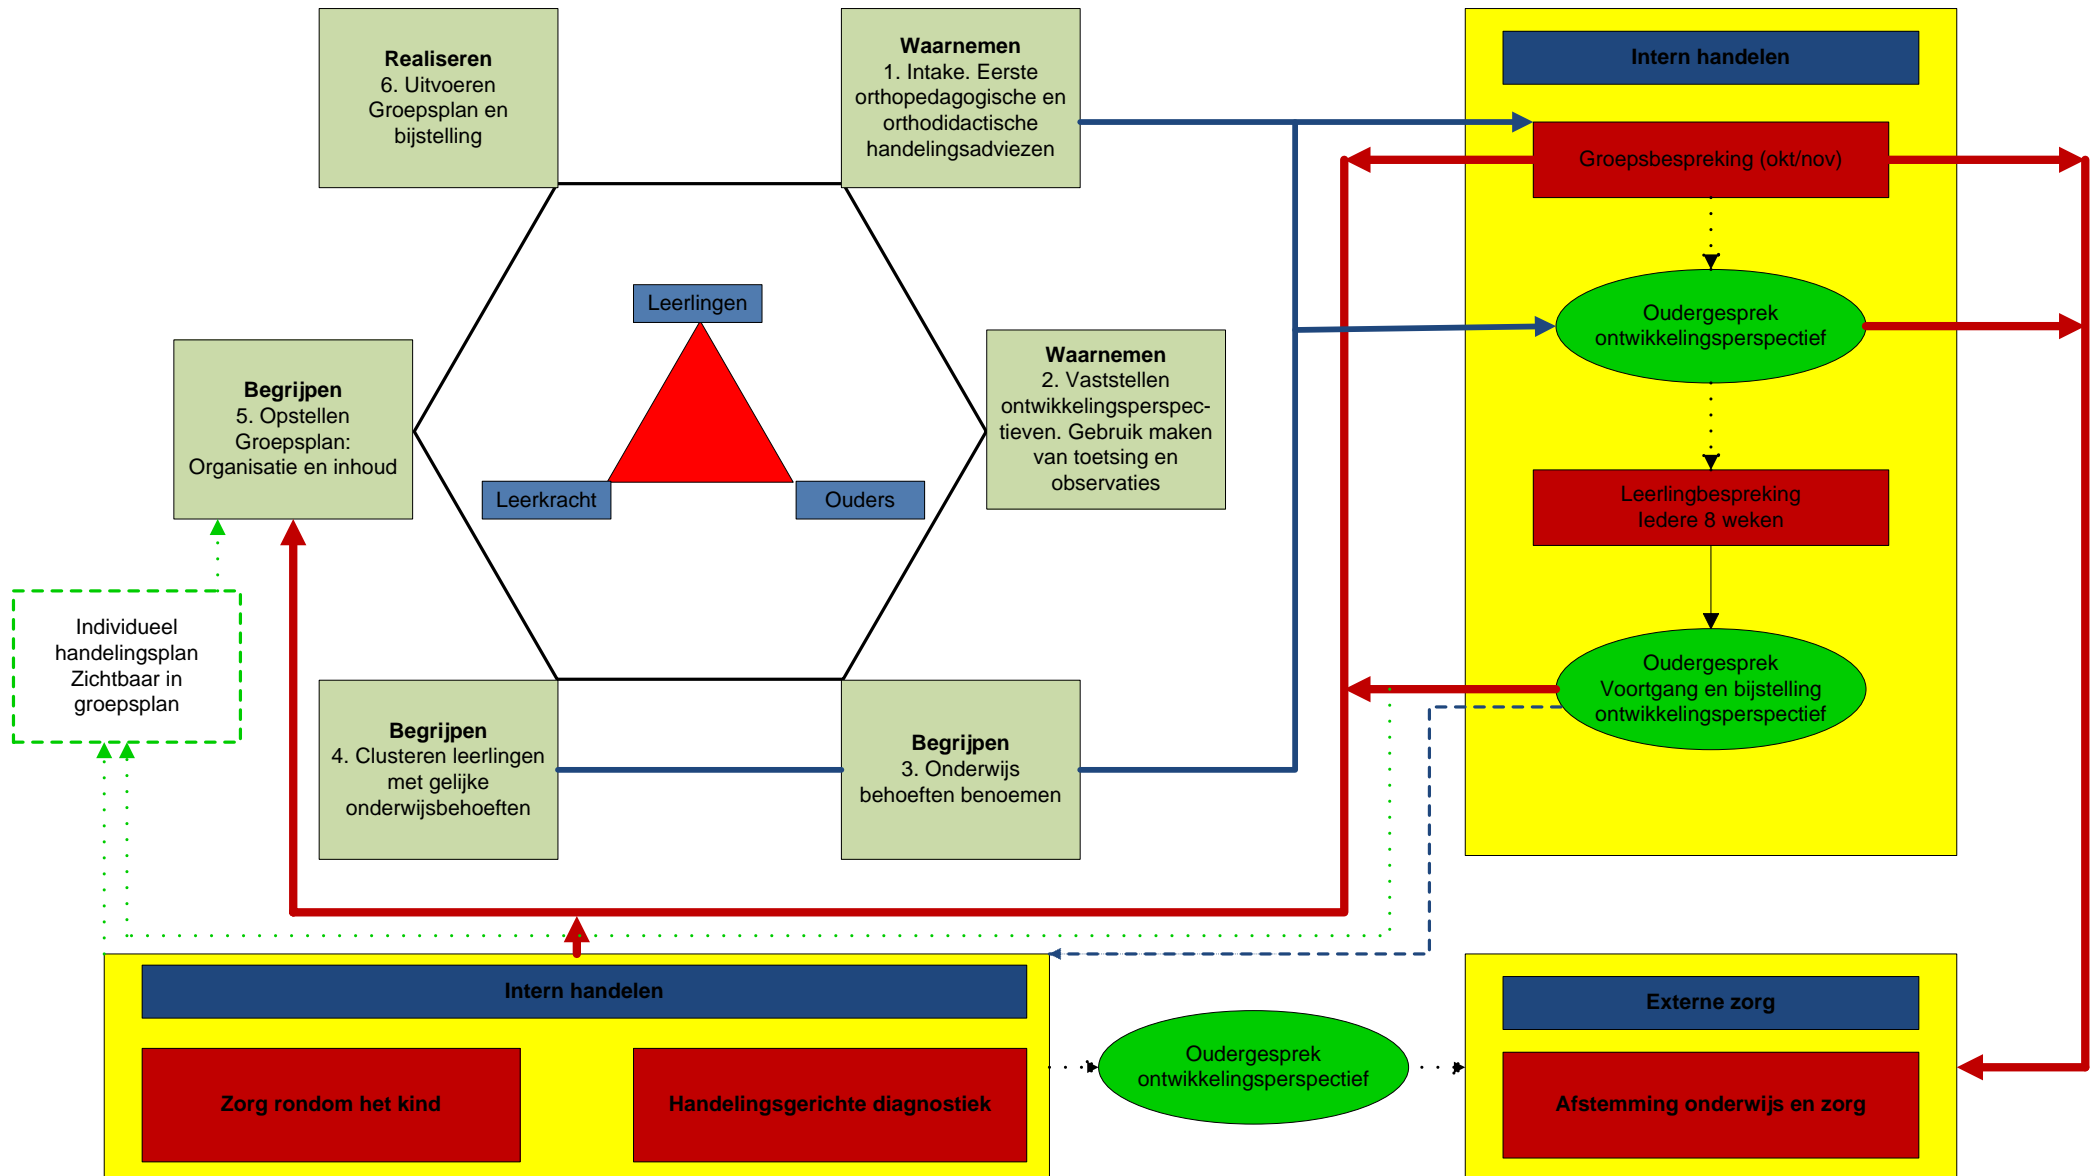 Realiseren
6. Uitvoeren
Groepsplan en
bijstelling
Waarnemen
1. Intake. Eerste
orthopedagogische en
orthodidactische
handelingsadviezen
Intern handelen
Groepsbespreking (okt/nov)
Leerlingen
Oudergesprek
ontwikkelingsperspectief
Waarnemen
2. Vaststellen
ontwikkelingsperspec-
tieven. Gebruik maken
van toetsing en
observaties
Begrijpen
5. Opstellen
Groepsplan:
Organisatie en inhoud
Leerkracht
Ouders
Leerlingbespreking
Iedere 8 weken
Individueel
handelingsplan
Zichtbaar in
groepsplan
Oudergesprek
Voortgang en bijstelling
ontwikkelingsperspectief
Begrijpen
4. Clusteren leerlingen
met gelijke
onderwijsbehoeften
Begrijpen
3. Onderwijs
behoeften benoemen
Intern handelen
Zorg rondom het kind
Handelingsgerichte diagnostiek
Oudergesprek
ontwikkelingsperspectief
Externe zorg
Afstemming onderwijs en zorg